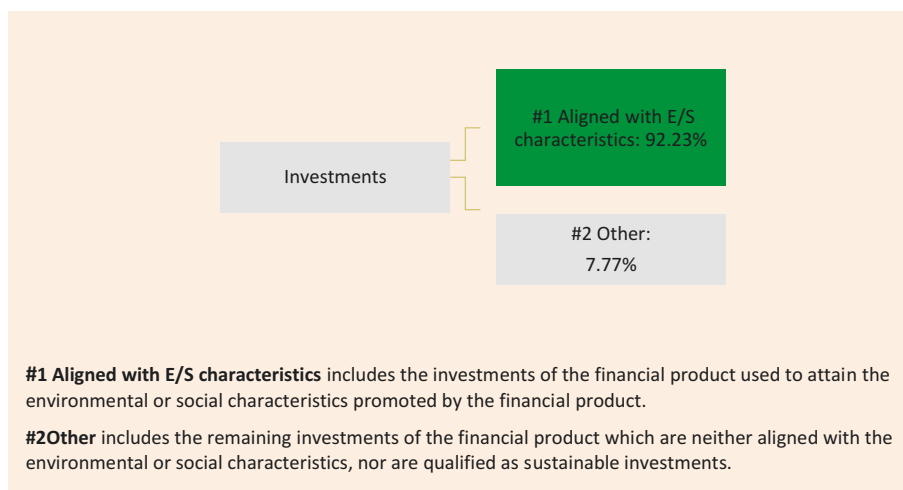 #1 Aligned with E/S
characteristics: 92.23%
Investments
#2 Other:
7.77%
#1 Aligned with E/S characteristics includes the investments of the financial product used to attain the
environmental or social characteristics promoted by the financial product.
#2Other includes the remaining investments of the financial product which are neither aligned with the
environmental or social characteristics, nor are qualified as sustainable investments.